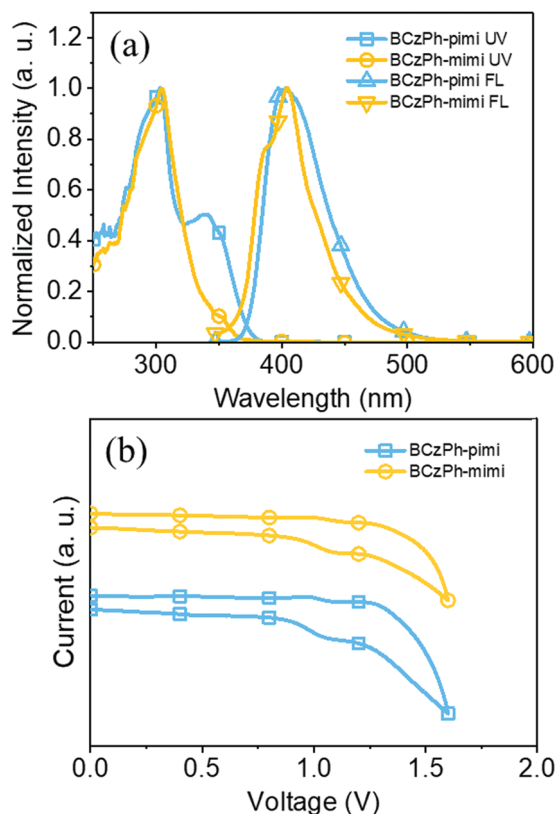 (a)
BCzPh-pimi UV
BCzPh-mimi UV
BCzPh-pimi FL
BCzPh-mimi FL
Normalized Intensity (a. u.)
1.2
1.0
0.8
0.6
0.4
0.2
0.0
300 400 500 600
Wavelength (nm)
(b)
BCzPh-pimi
BCzPh-mimi
Current (a. u.)
0.0 0.5 1.0 1.5 2.0
Voltage (V)